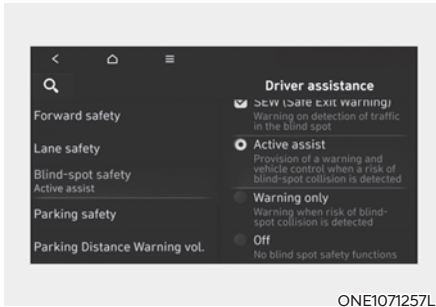 Driver assistance
Forward safety
Lane safety
Blind-spot safety
Active assist
Parking safety
Parking Distance Warning vol.
SEW (Safe Exit Warning)
Warning on detection of traffic
in the blind spot
Active assist
Provision of a warning and
vehicle control when a risk of
blind-spot collision is detected
Warning only
Warning when risk of blind-
spot collision is detected
Off
No blind spot safety functions
ONE1071257L